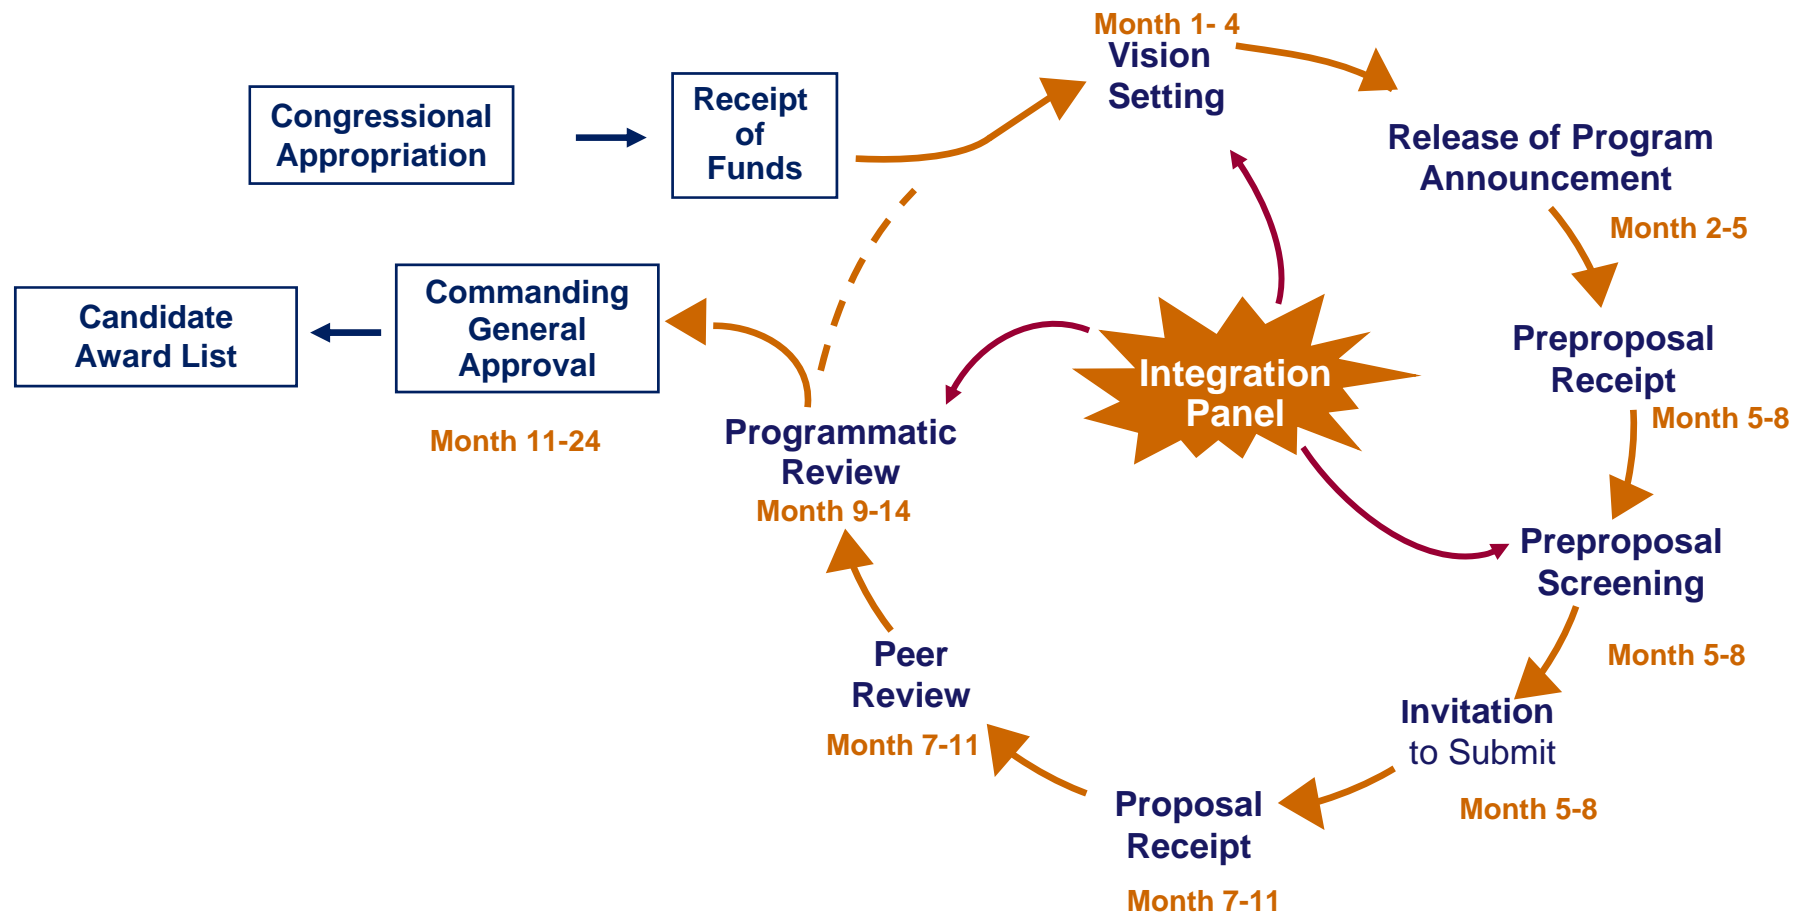 Month 1- 4
Vision
Setting
Congressional
Appropriation
Receipt
of
Funds
Release of Program
Announcement
Month 2-5
Preproposal
Receipt
Month 5-8
Preproposal
Screening
Month 5-8
Invitation
to Submit
Month 5-8
Proposal
Receipt
Month 7-11
Peer
Review
Month 7-11
Programmatic
Review
Month 9-14
Integration
Panel
Commanding
General
Approval
Month 11-24
Candidate
Award List